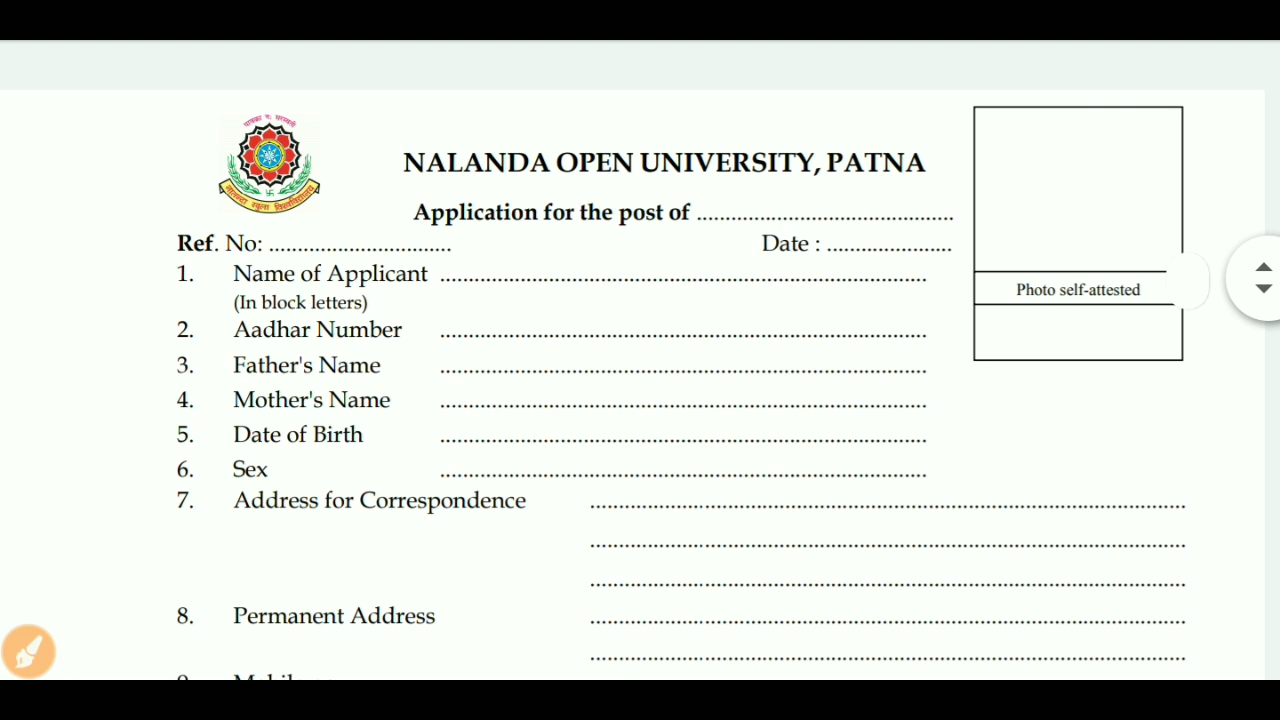 NALANDA OPEN UNIVERSITY, PATNA
Application for the post of ............................................
Ref. No: ................................ Date : ......................
1. Name of Applicant .....................................................................................
(In block letters)
Photo self-attested
2. Aadhar Number .....................................................................................
3. Father's Name .....................................................................................
4. Mother's Name .....................................................................................
5. Date of Birth .....................................................................................
6. Sex .....................................................................................
7. Address for Correspondence ........................................................................................................
........................................................................................................
........................................................................................................
8. Permanent Address ........................................................................................................
........................................................................................................